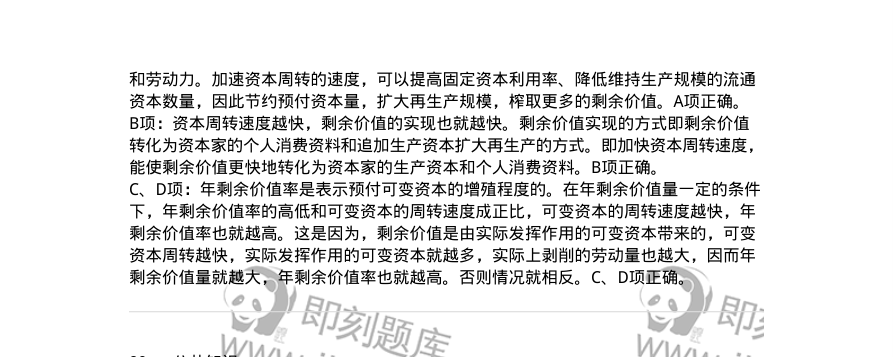 和劳动力。加速资本周转的速度，可以提高固定资本利用率、降低维持生产规模的流通
资本数量，因此节约预付资本量，扩大再生产规模，榨取更多的剩余价值。A项正确。
B项：资本周转速度越快，剩余价值的实现也就越快。剩余价值实现的方式即剩余价值
转化为资本家的个人消费资料和追加生产资本扩大再生产的方式。即加快资本周转速度，
能使剩余价值更快地转化为资本家的生产资本和个人消费资料。B项正确。
C、D项：年剩余价值率是表示预付可变资本的增殖程度的。在年剩余价值量一定的条件
下，年剩余价值率的高低和可变资本的周转速度成正比，可变资本的周转速度越快，年
剩余价值率也就越高。这是因为，剩余价值是由实际发挥作用的可变资本带来的，可变
资本周转越快，实际发挥作用的可变资本就越多，实际上剥削的劳动量也越大，因而年
剩余价值量就越大，年剩余价值率也就越高。否则情况就相反。C、D项正确。
即刻题库
即刻